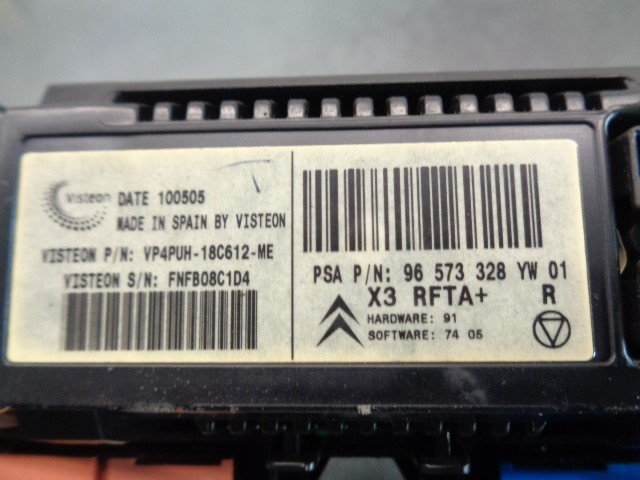 Visteon
DATE 100505
MADE IN SPAIN BY VISTEON
VISTEON P/N: VP4PUH-18C612-ME
VISTEON S/N: FNFB08C1D4
PSA P/N: 96 573 328 YW 01
X3 RFTA+ R
HARDWARE: 91
SOFTWARE: 74 05